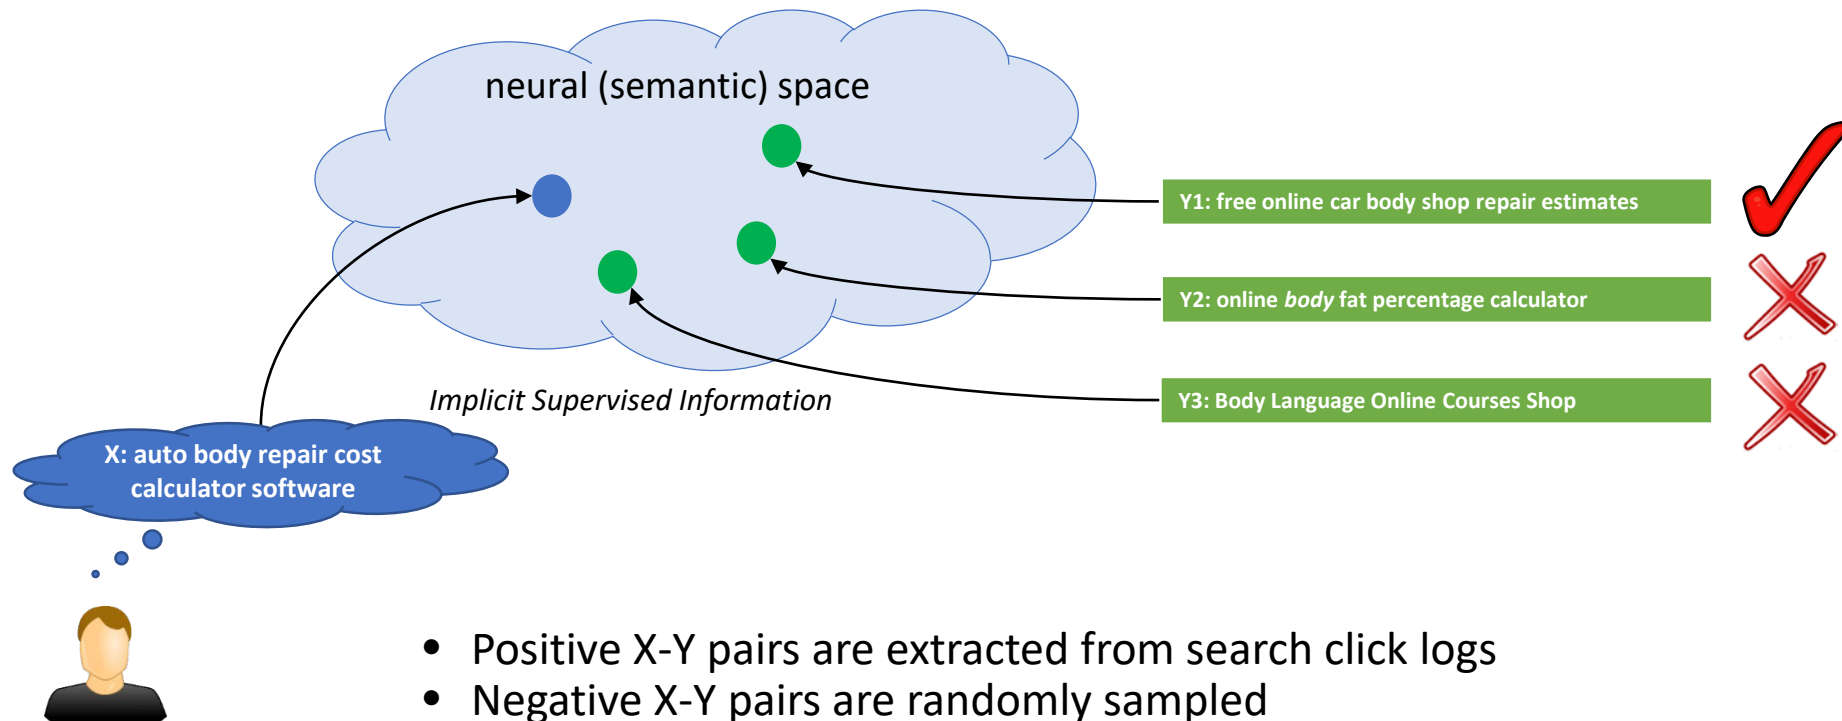 neural (semantic) space
Y1: free online car body shop repair estimates
Y2: online body fat percentage calculator
Y3: Body Language Online Courses Shop
Implicit Supervised Information
X: auto body repair cost
calculator software
• Positive X-Y pairs are extracted from search click logs
• Negative X-Y pairs are randomly sampled